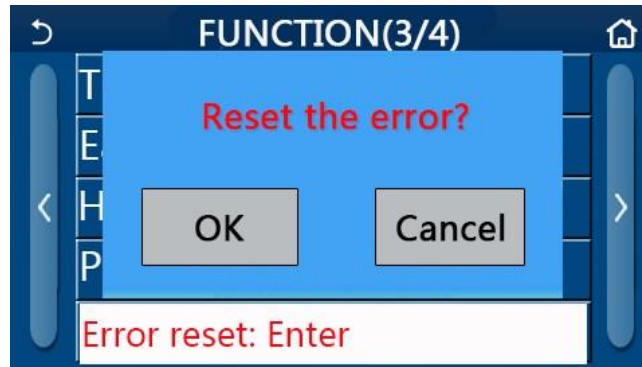 FUNCTION(3/4)
T
Reset the error?
E
H
OK
Cancel
P
Error reset: Enter